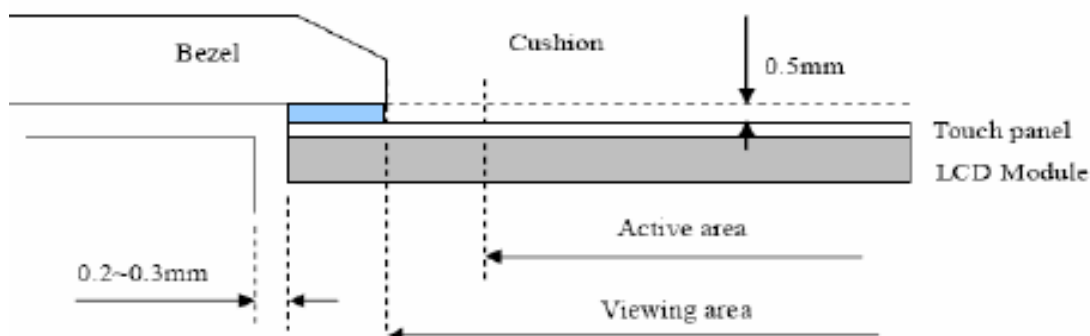 Cushion
Bezel
0.5mm
Touch panel
LCD Module
Active area
0.2~0.3mm
Viewing area